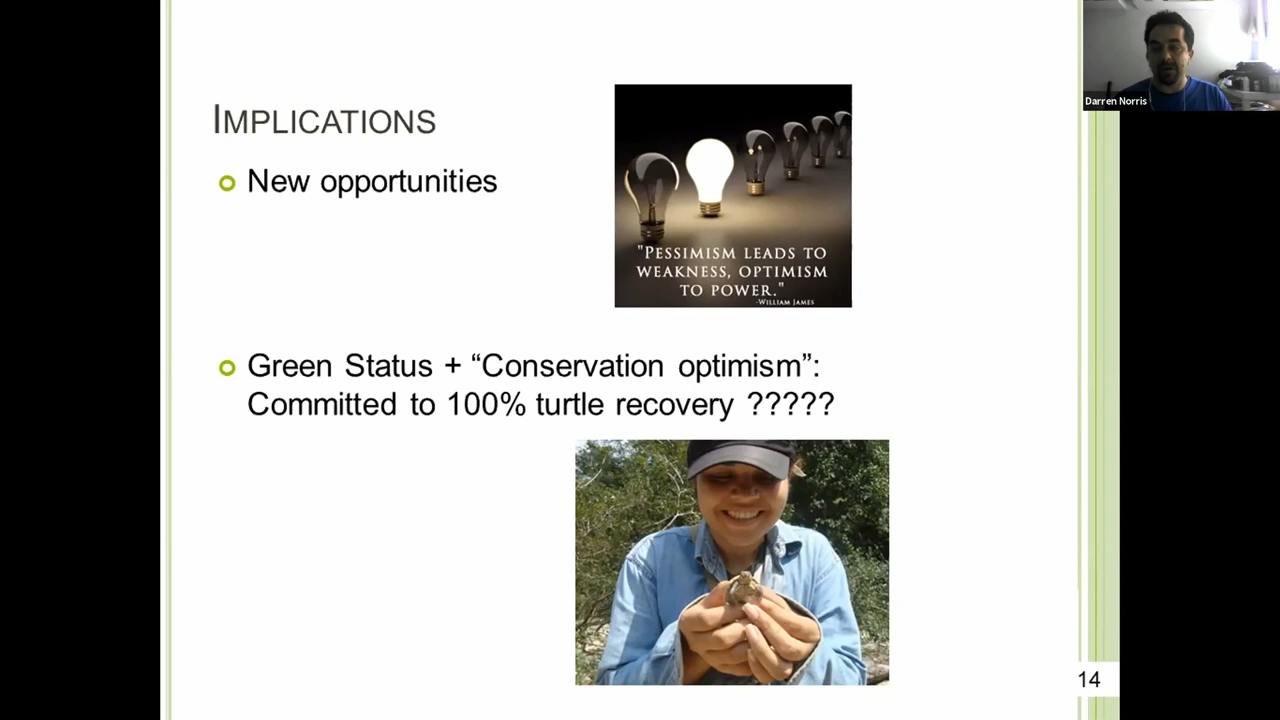 IMPLICATIONS
New opportunities
"PESSIMISM LEADS TO
WEAKNESS, OPTIMISM
TO POWER."
-WILLIAM JAMES
Green Status + “Conservation optimism”:
Committed to 100% turtle recovery ?????
14
Darren Norris